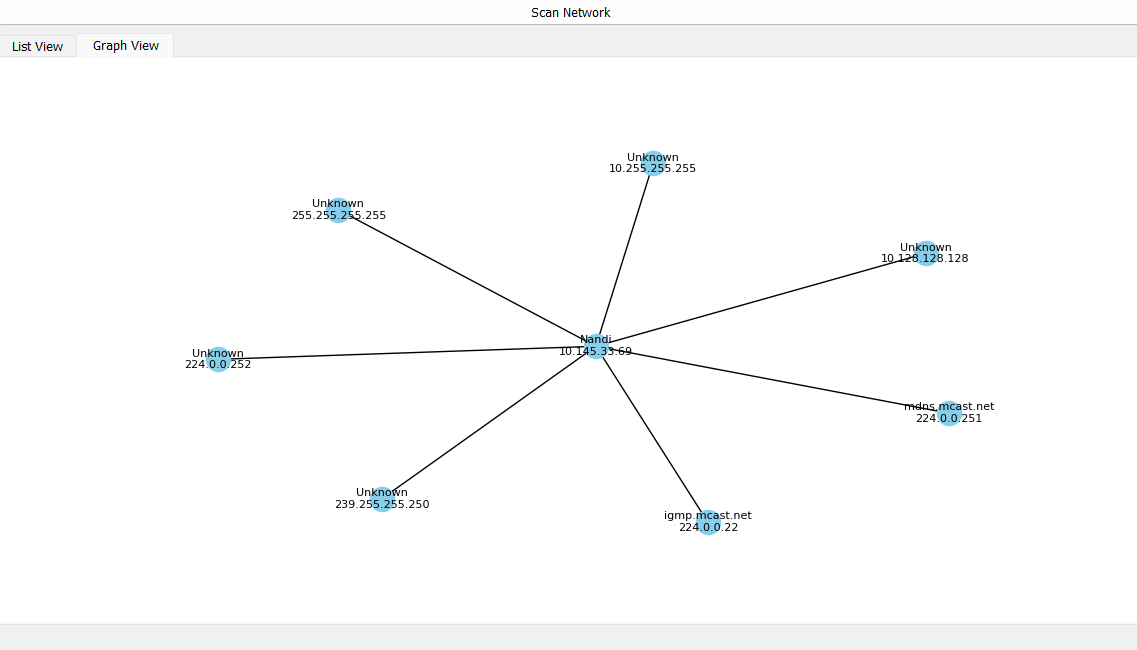 Scan Network
List View
Graph View
Unknown
10.255.255.255
Unknown
255.255.255.255
Unknown
10.128.128.128
Nandi
10.145.33.69
Unknown
224.0.0.252
mdns.mcast.net
224.0.0.251
Unknown
239.255.255.250
igmp.mcast.net
224.0.0.22